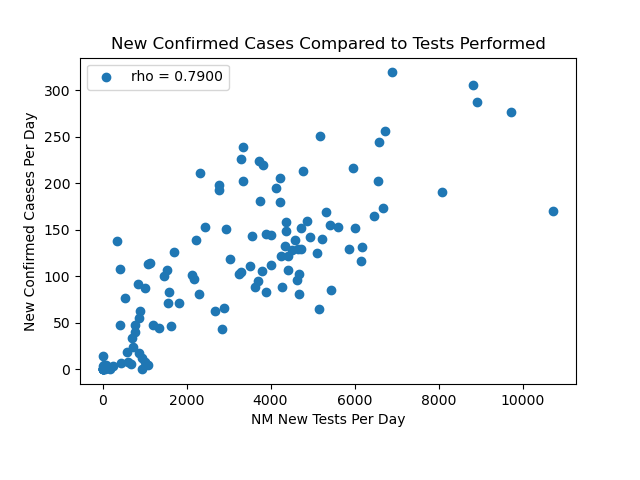 New Confirmed Cases Compared to Tests Performed
rho = 0.7900
300
250
200
150
100
50
0
New Confirmed Caeses Per Day
0 2000 4000 6000 8000 10000
NM New Tests Per Day